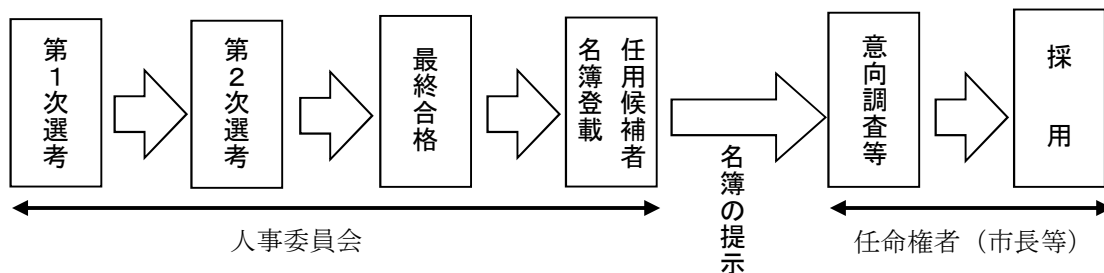 第１次選考
第２次選考
最終合格
任用候補者
名簿登載
名簿の提示
意向調査等
採用
人事委員会
任命権者（市長等）